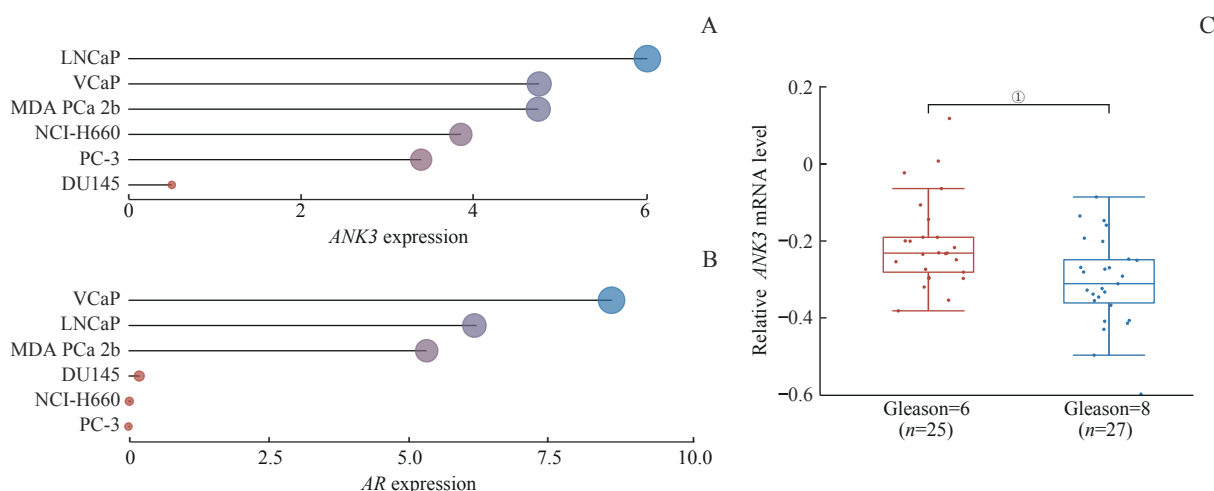 A
LNCaP
VCaP
MDA PCa 2b
NCI-H660
PC-3
DU145
0 2 4 6
ANK3 expression
B
VCaP
LNCaP
MDA PCa 2b
DU145
NCI-H660
PC-3
0 2.5 5.0 7.5 10.0
AR expression
C
Relative ANK3 mRNA level
0.2
0
−0.2
−0.4
−0.6
①
Gleason=6 Gleason=8
(n=25) (n=27)